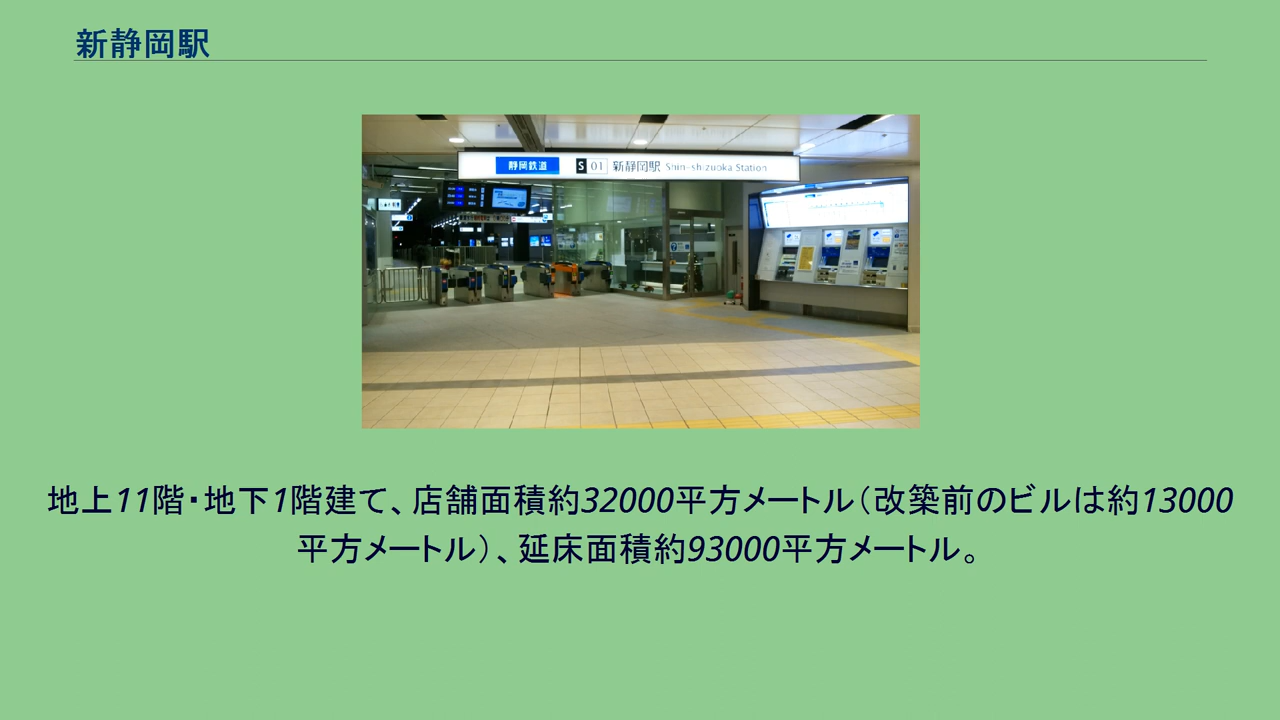 新静岡駅
静岡鉄道 S 01 新静岡駅 Shin-shizuoka Station
地上11階・地下1階建て、店舗面積約32000平方メートル（改築前のビルは約13000
平方メートル）、延床面積約93000平方メートル。